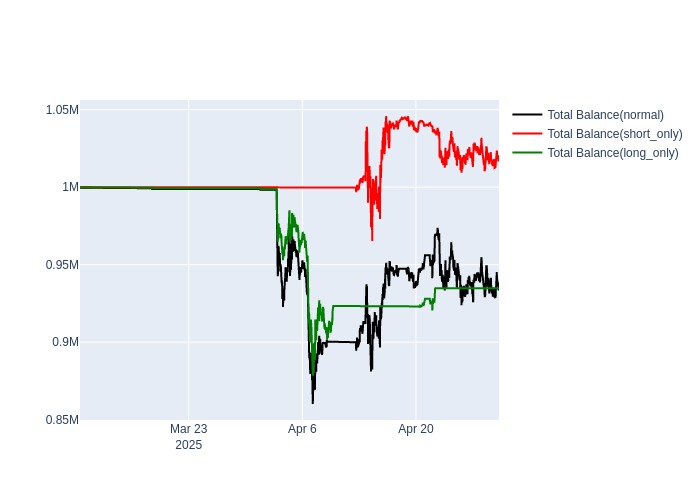 1.05M
1M
0.95M
0.9M
0.85M
Mar 23
2025
Apr 6
Apr 20
Total Balance(normal)
Total Balance(short_only)
Total Balance(long_only)